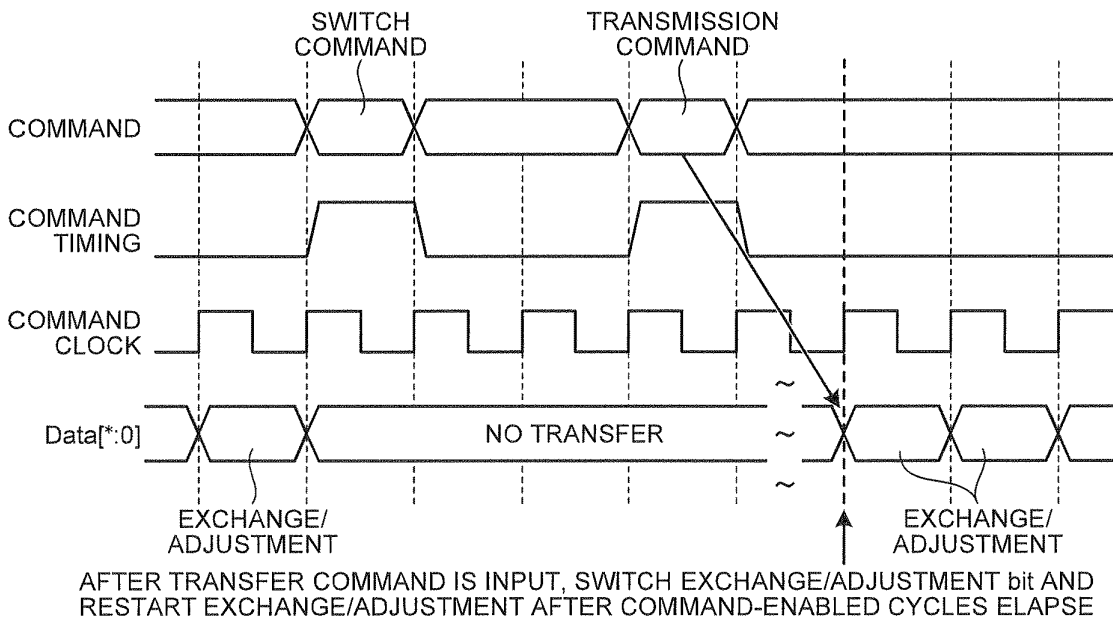 SWITCH
COMMAND
TRANSMISSION
COMMAND
COMMAND
COMMAND
TIMING
COMMAND
CLOCK
~
Data[*:0]
NO TRANSFER
~
~
EXCHANGE/
ADJUSTMENT
EXCHANGE/
ADJUSTMENT
AFTER TRANSFER COMMAND IS INPUT, SWITCH EXCHANGE/ADJUSTMENT bit AND
RESTART EXCHANGE/ADJUSTMENT AFTER COMMAND-ENABLED CYCLES ELAPSE